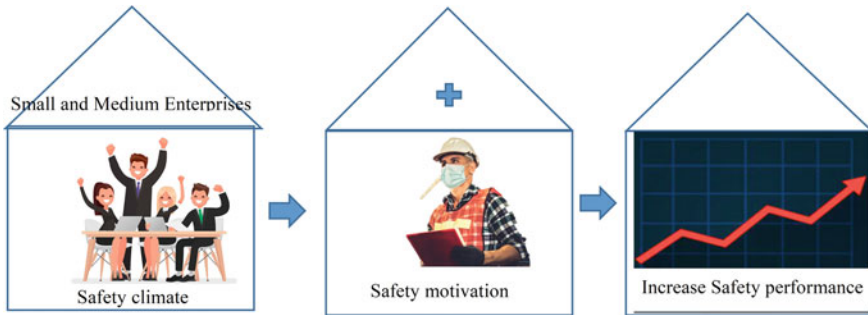 Small and Medium Enterprises
Safety climate
Safety motivation
Increase Safety performance